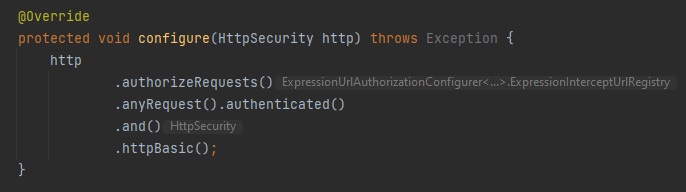 @Override
protected void configure(HttpSecurity http) throws Exception {
http
.authorizeRequests() ExpressionUrlAuthorizationConfigurer<...>.ExpressionInterceptUrlRegistry
.anyRequest().authenticated()
.and() HttpSecurity
.httpBasic();
}